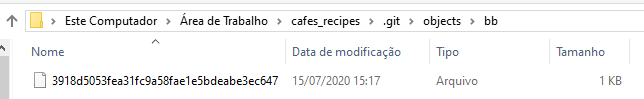 Este Computador > Área de Trabalho > cafes_recipes > .git > objects > bb
Nome Data de modificação Tipo Tamanho
3918d5053fea31fc9a58fae1e5bdeabe3ec647 15/07/2020 15:17 Arquivo 1 KB